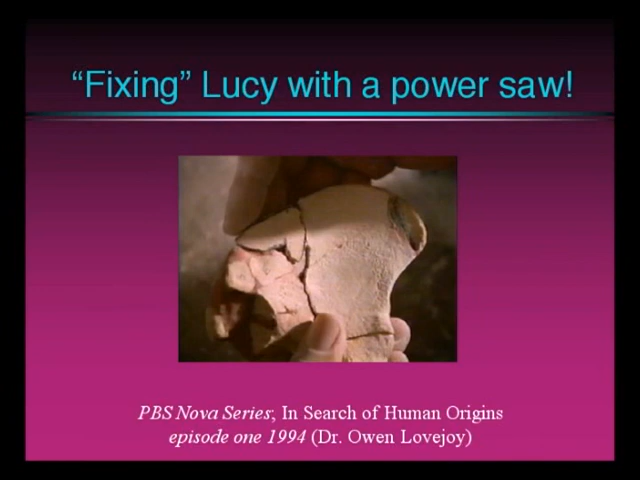 “Fixing” Lucy with a power saw!
PBS Nova Series, In Search of Human Origins
episode one 1994 (Dr. Owen Lovejoy)